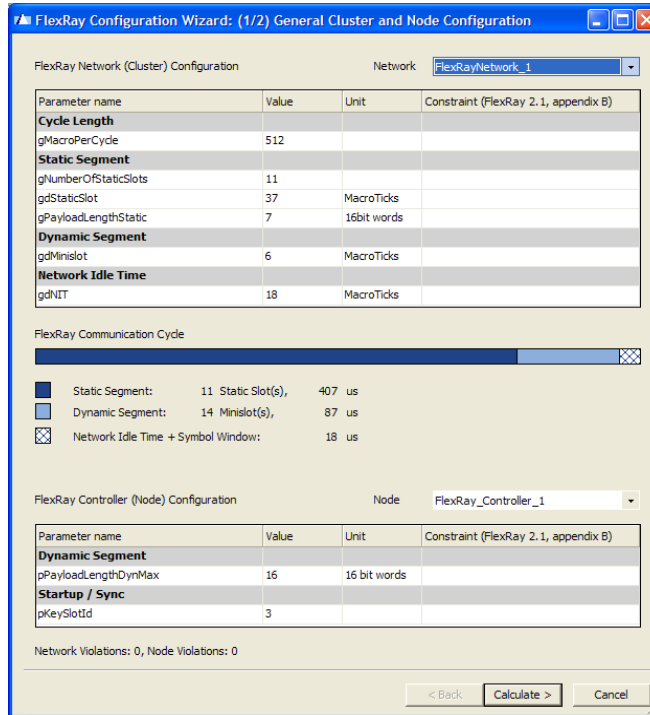 FlexRay Configuration Wizard: (1/2) General Cluster and Node Configuration
FlexRay Network (Cluster) Configuration Network FlexRayNetwork_1
Parameter name Value Unit Constraint (FlexRay 2.1, appendix B)
Cycle Length
gMacroPerCycle 512
Static Segment
gNumberOfStaticSlots 11
gdStaticSlot 37 MacroTicks
gPayloadLengthStatic 7 16bit words
Dynamic Segment
gdMinislot 6 MacroTicks
Network Idle Time
gdNIT 18 MacroTicks
FlexRay Communication Cycle
Static Segment: 11 Static Slot(s), 407 us
Dynamic Segment: 14 Minislot(s), 87 us
Network Idle Time + Symbol Window: 18 us
FlexRay Controller (Node) Configuration Node FlexRay_Controller_1
Parameter name Value Unit Constraint (FlexRay 2.1, appendix B)
Dynamic Segment
pPayloadLengthDynMax 16 16 bit words
Startup / Sync
pKeySlotId 3
Network Violations: 0, Node Violations: 0
< Back Calculate > Cancel